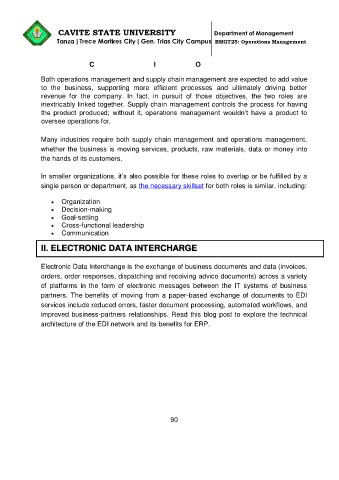 CAVITE STATE UNIVERSITY
Department of Management
Tanza | Trece Martires City | Gen. Trias City Campus
BMGT25: Operations Management
C I O
Both operations management and supply chain management are expected to add value
to the business, supporting more efficient processes and ultimately driving better
revenue for the company. In fact, in pursuit of those objectives, the two roles are
inextricably linked together. Supply chain management controls the process for having
the product produced; without it, operations management wouldn't have a product to
oversee operations for.
Many industries require both supply chain management and operations management,
whether the business is moving services, products, raw materials, data or money into
the hands of its customers.
In smaller organizations, it's also possible for these roles to overlap or be fulfilled by a
single person or department, as the necessary skillset for both roles is similar, including:
• Organization
• Decision-making
• Goal-setting
• Cross-functional leadership
• Communication
II. ELECTRONIC DATA INTERCHARGE
Electronic Data Interchange is the exchange of business documents and data (invoices,
orders, order responses, dispatching and receiving advice documents) across a variety
of platforms in the form of electronic messages between the IT systems of business
partners. The benefits of moving from a paper-based exchange of documents to EDI
services include reduced errors, faster document processing, automated workflows, and
improved business-partners relationships. Read this blog post to explore the technical
architecture of the EDI network and its benefits for ERP.
90